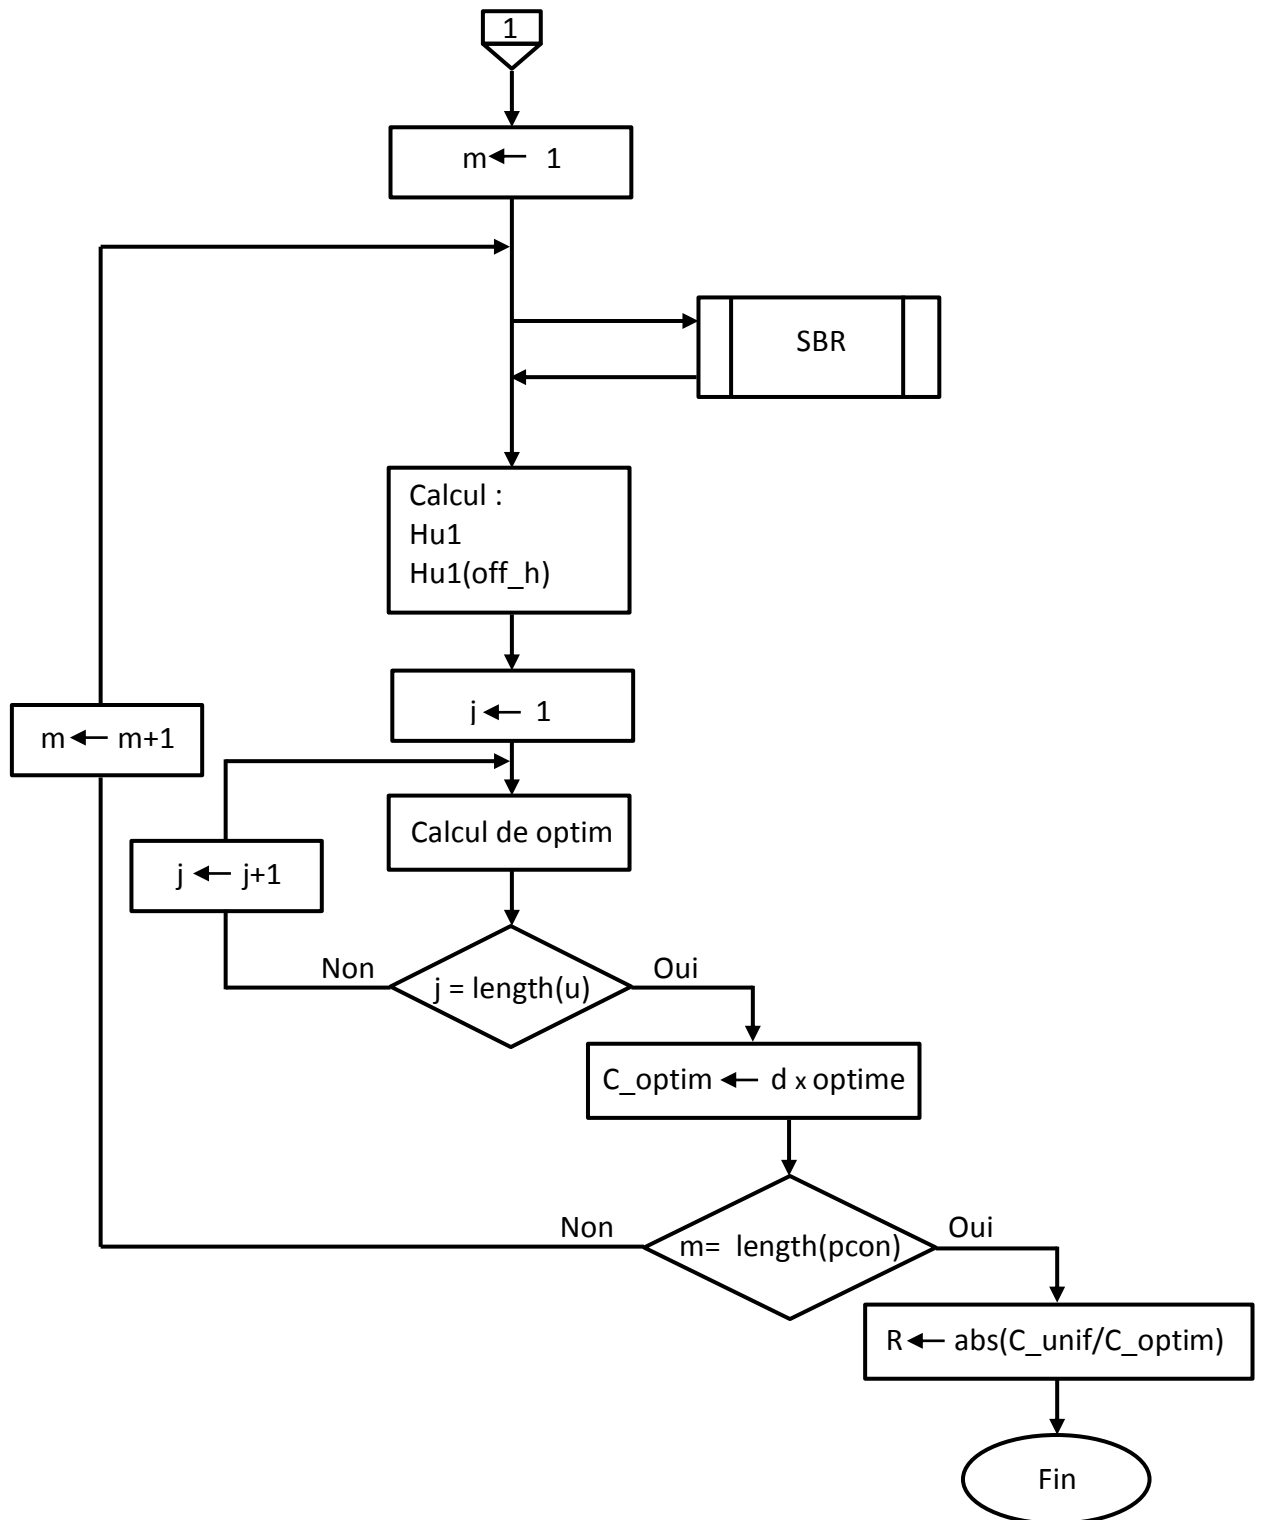 1
m ← 1
SBR
Calcul :
Hu1
Hu1(off_h)
j ← 1
m ← m+1
Calcul de optim
j ← j+1
Non
j = length(u)
Oui
C_optim ← d x optime
Non
m= length(pcon)
Oui
R ← abs(C_unif/C_optim)
Fin